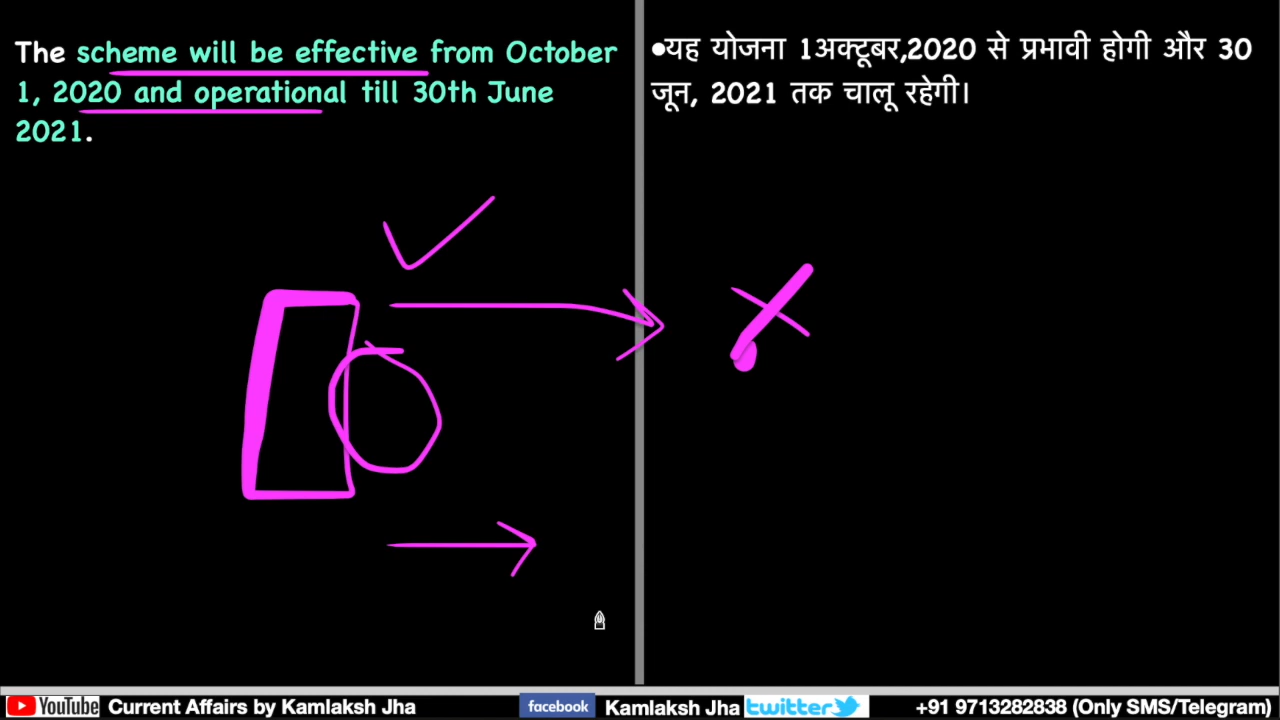 The scheme will be effective from October
1, 2020 and operational till 30th June
2021.
•यह योजना 1अक्टूबर,2020 से प्रभावी होगी और 30
जून, 2021 तक चालू रहेगी।
YouTube Current Affairs by Kamlaksh Jha facebook Kamlaksh Jha twitter +91 9713282838 (Only SMS/Telegram)